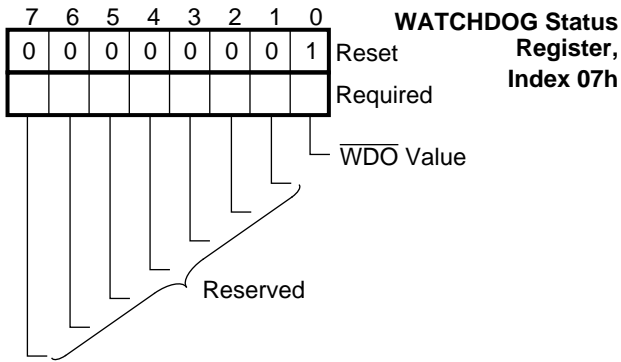 7 6 5 4 3 2 1 0
WATCHDOG Status
Register,
Index 07h
0 0 0 0 0 0 0 1 Reset
Required
W̅D̅O̅ Value
Reserved